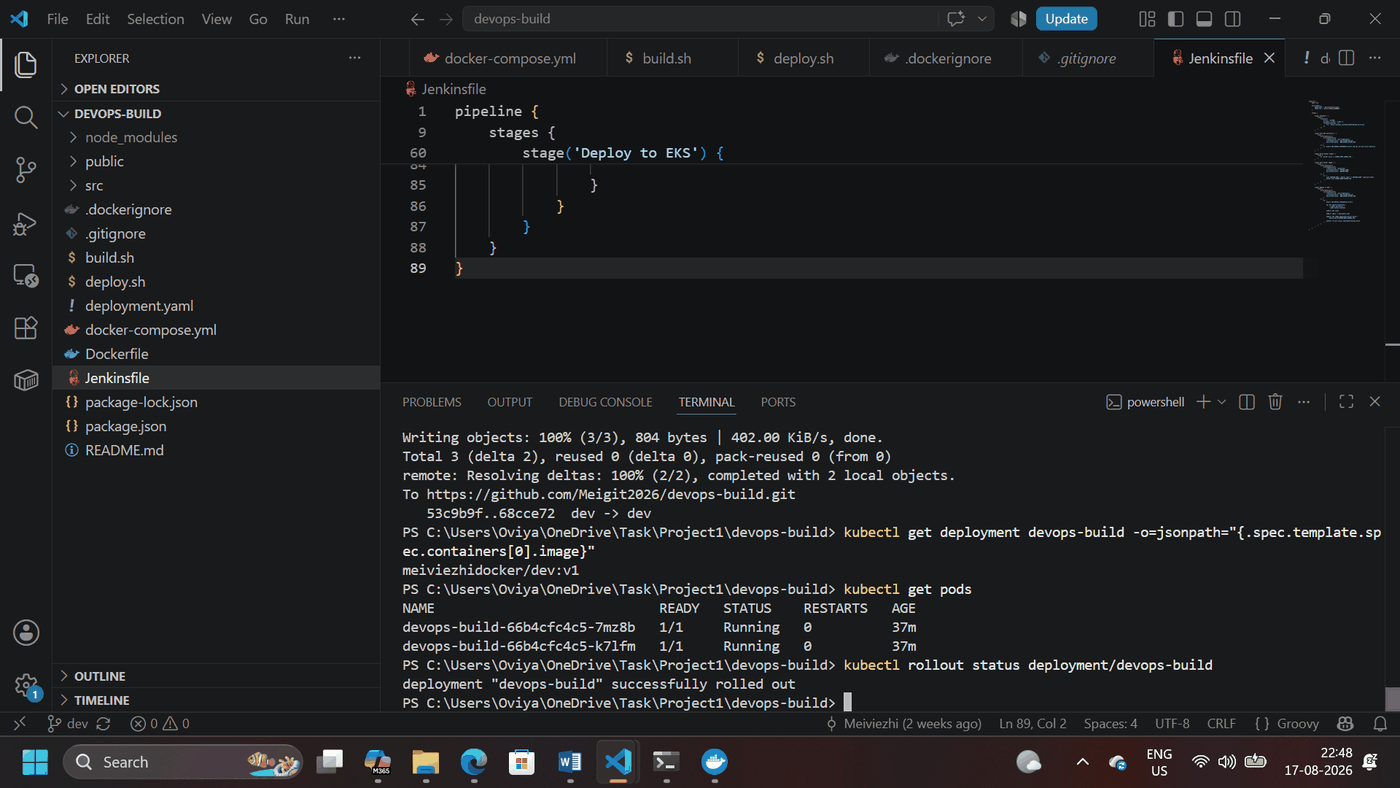 File Edit Selection View Go Run ··· devops-build Update
EXPLORER ···
OPEN EDITORS
DEVOPS-BUILD
node_modules
public
src
.dockerignore
.gitignore
$ build.sh
$ deploy.sh
! deployment.yaml
docker-compose.yml
Dockerfile
Jenkinsfile
{} package-lock.json
{} package.json
README.md
OUTLINE
TIMELINE
1
docker-compose.yml $ build.sh $ deploy.sh .dockerignore .gitignore Jenkinsfile ! d
Jenkinsfile
1 pipeline {
9 stages {
60 stage('Deploy to EKS') {
84
85 }
86 }
87 }
88 }
89 }
PROBLEMS OUTPUT DEBUG CONSOLE TERMINAL PORTS powershell
Writing objects: 100% (3/3), 804 bytes | 402.00 KiB/s, done.
Total 3 (delta 2), reused 0 (delta 0), pack-reused 0 (from 0)
remote: Resolving deltas: 100% (2/2), completed with 2 local objects.
To https://github.com/Meigit2026/devops-build.git
53c9b9f..68cce72 dev -> dev
PS C:\Users\Oviya\OneDrive\Task\Project1\devops-build> kubectl get deployment devops-build -o=jsonpath="{.spec.template.sp
ec.containers[0].image}"
meiviezhidocker/dev:v1
PS C:\Users\Oviya\OneDrive\Task\Project1\devops-build> kubectl get pods
NAME READY STATUS RESTARTS AGE
devops-build-66b4cfc4c5-7mz8b 1/1 Running 0 37m
devops-build-66b4cfc4c5-k7lfm 1/1 Running 0 37m
PS C:\Users\Oviya\OneDrive\Task\Project1\devops-build> kubectl rollout status deployment/devops-build
deployment "devops-build" successfully rolled out
PS C:\Users\Oviya\OneDrive\Task\Project1\devops-build>
dev 0 0 Meiviezhi (2 weeks ago) Ln 89, Col 2 Spaces: 4 UTF-8 CRLF {} Groovy
Search M365 ENG 22:48
US 17-08-2026